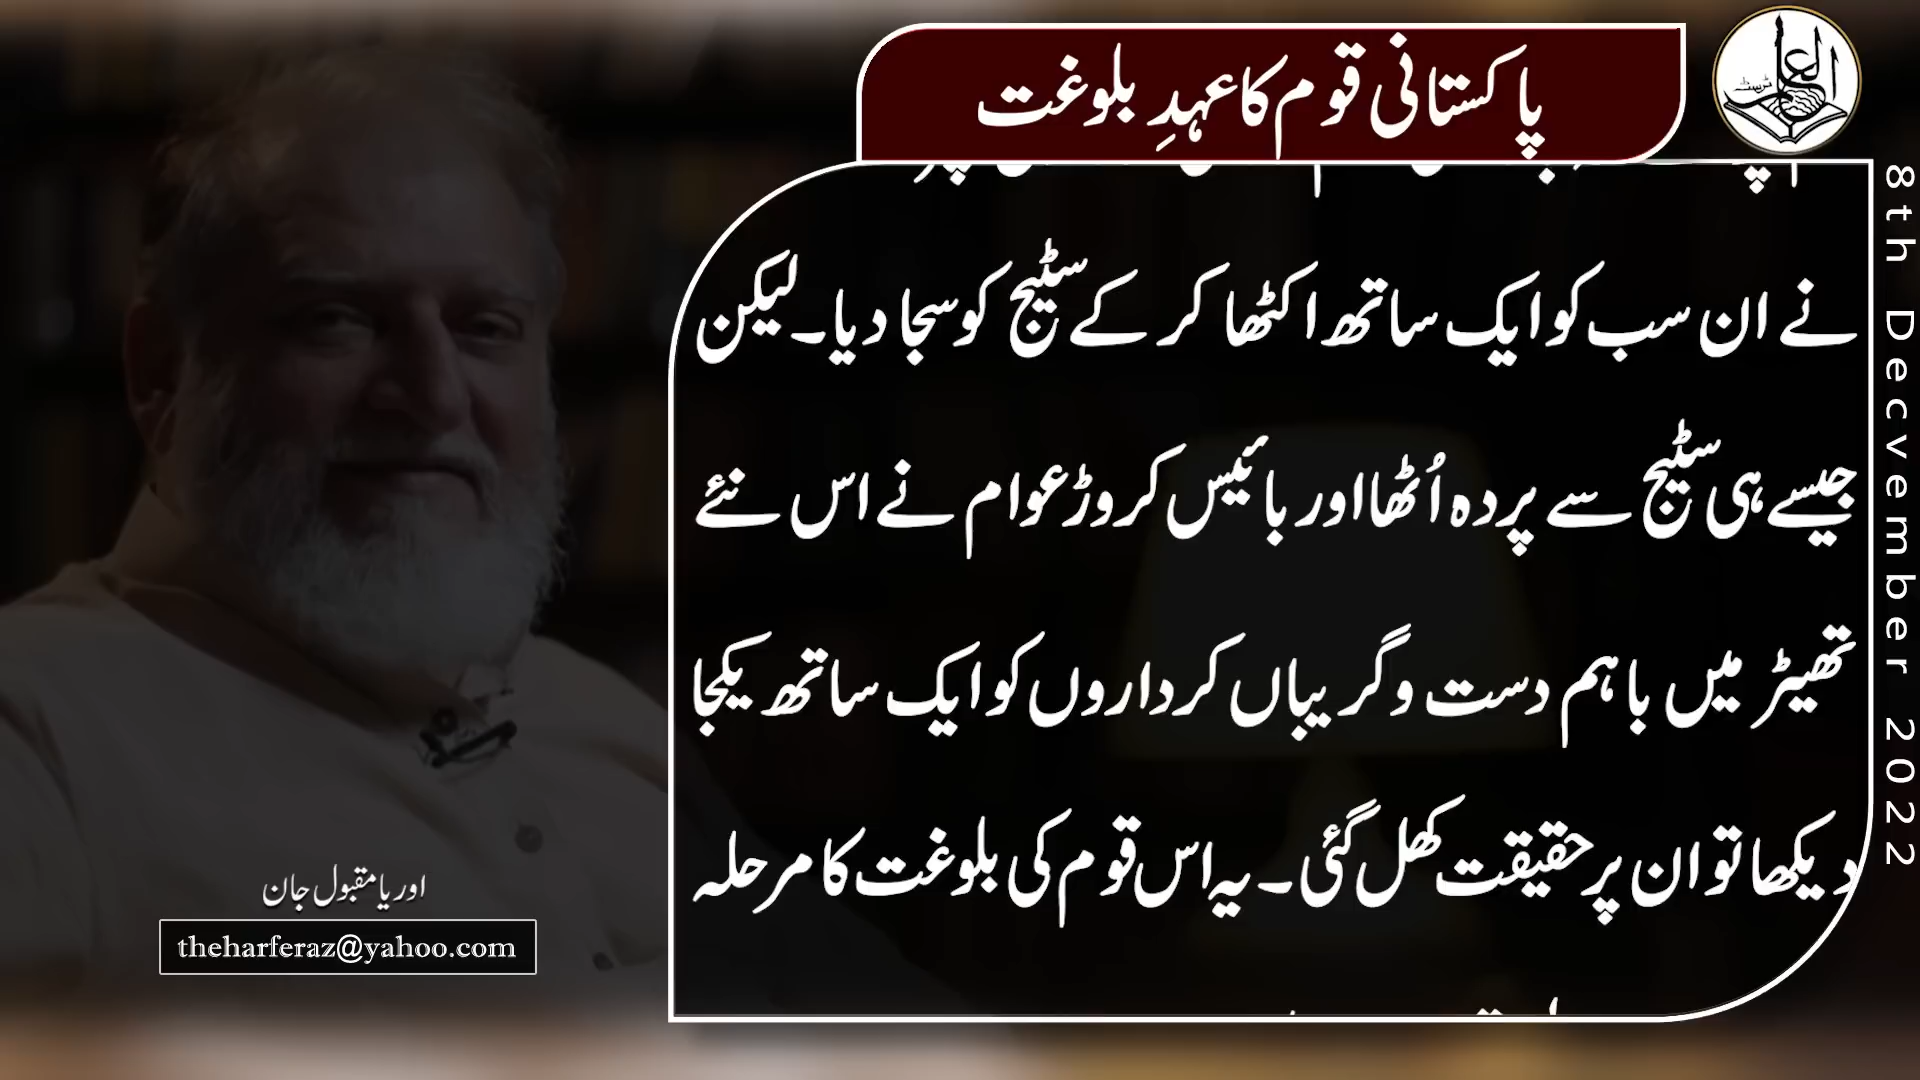 پاکستانی قوم کا عہدِ بلوغت
نے ان سب کو ایک ساتھ اکٹھا کر کے سٹیج کو سجا دیا۔ لیکن
جیسے ہی سٹیج سے پردہ اُٹھا اور بائیس کروڑ عوام نے اس نئے
تھیٹر میں باہم دست و گریباں کرداروں کو ایک ساتھ یکجا
دیکھا تو ان پر حقیقت کھل گئی۔ یہ اس قوم کی بلوغت کا مرحلہ
اوریا مقبول جان
theharferaz@yahoo.com
8th Decvember 2022